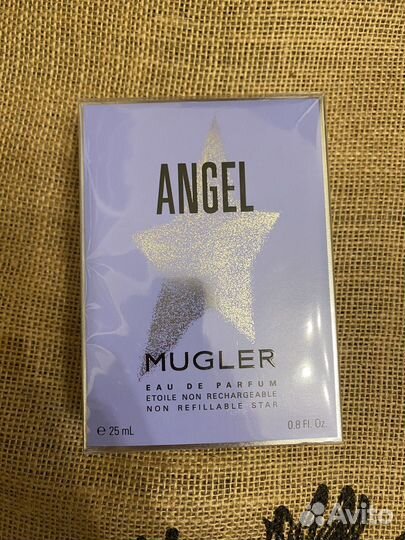 ANGEL
MUGLER
EAU DE PARFUM
ETOILE NON RECHARGEABLE
NON REFILLABLE STAR
℮ 25 mL 0.8 Fl. Oz.
Avito